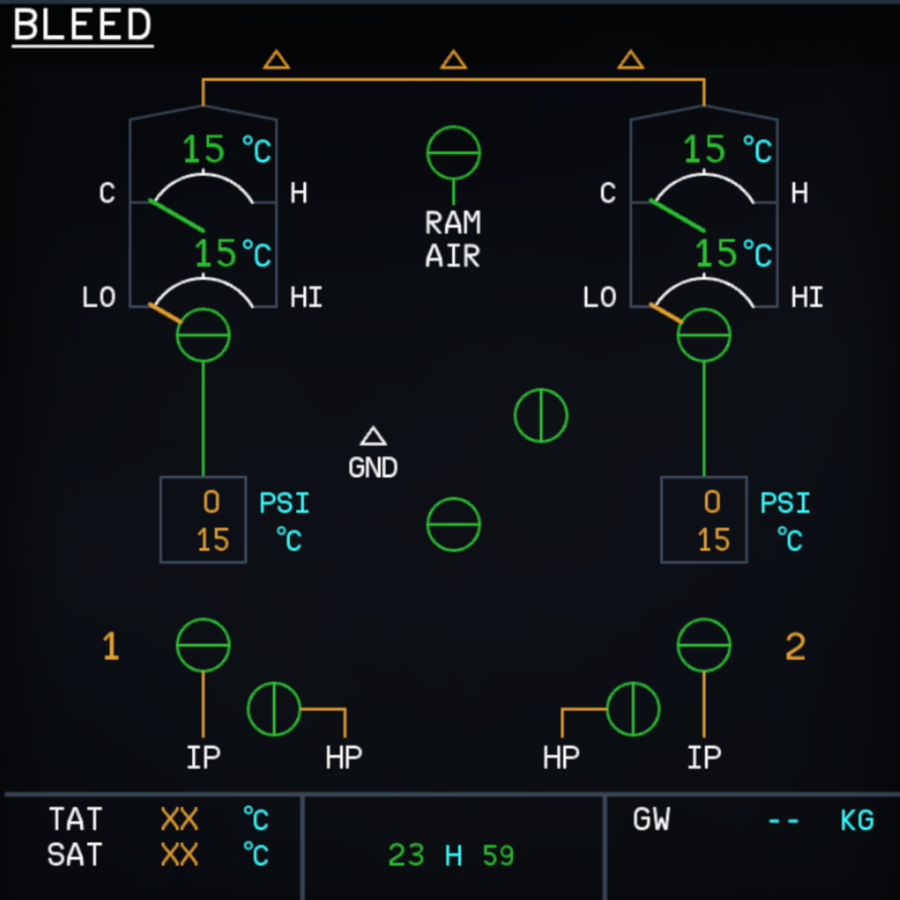 BLEED
15 °C 15 °C
C H C H
RAM
AIR
15 °C 15 °C
LO HI LO HI
GND
0 PSI 0 PSI
15 °C 15 °C
1 2
IP HP HP IP
TAT XX °C
SAT XX °C
23 H 59
GW -- KG